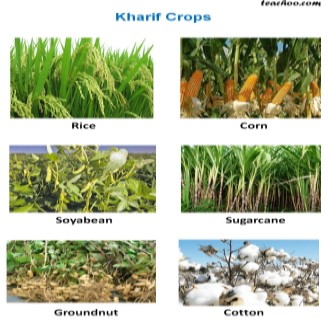 teachoo.com
Kharif Crops
Rice
Corn
Soyabean
Sugarcane
Groundnut
Cotton